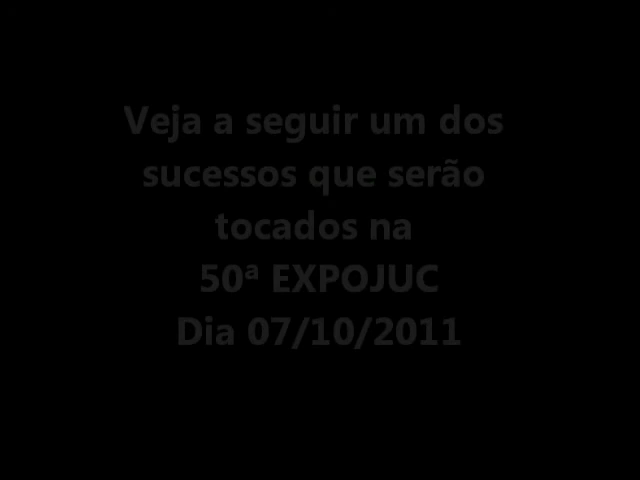 Veja a seguir um dos
sucessos que serão
tocados na
50ª EXPOJUC
Dia 07/10/2011